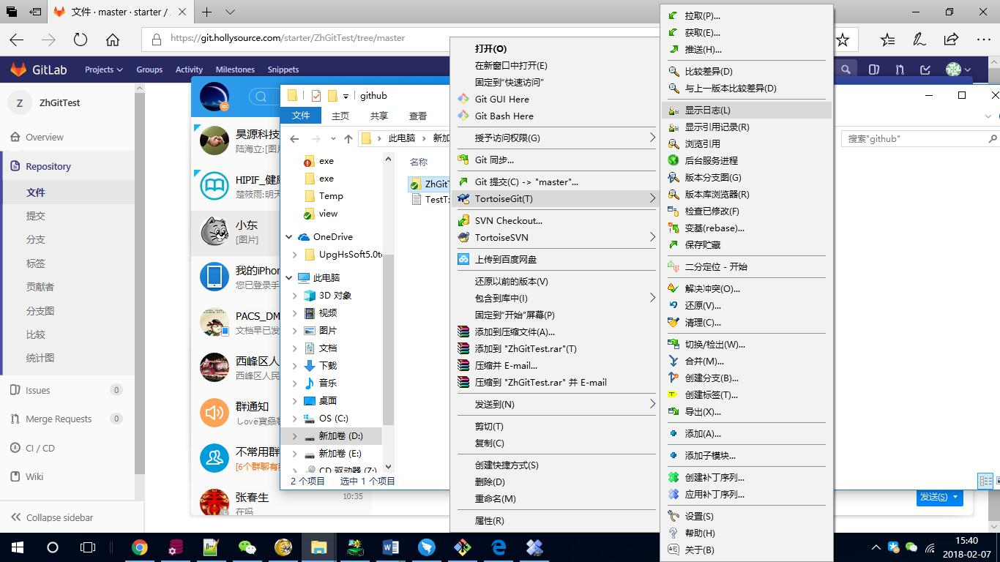 文件 · master · starter / 
https://git.hollysource.com/starter/ZhGitTest/tree/master
GitLab
Projects
Groups
Activity
Milestones
Snippets
Z
ZhGitTest
Overview
Repository
文件
提交
分支
标签
贡献者
分支图
比较
统计图
Issues
0
Merge Requests
0
CI / CD
Wiki
Collapse sidebar
昊源科技
陆海立:[图片]
HIPIF_健康
楚筱雨:明天
小东
[图片]
我的iPhone
您已登录手
PACS_DM
文档早已发
西峰区人
西峰区人民
群通知
不常用群
[6个群聊有
张春生
10:35
在吗
github
文件
主页
共享
查看
此电脑
新加
搜索"github"
exe
exe
Temp
view
OneDrive
UpgHsSoft5.0te
此电脑
3D 对象
视频
图片
文档
下载
音乐
桌面
OS (C:)
新加卷 (D:)
新加卷 (E:)
CD 驱动器 (Z:)
名称
ZhGitT
TestTx
2 个项目
选中 1 个项目
打开(O)
在新窗口中打开(E)
固定到"快速访问"
Git GUI Here
Git Bash Here
授予访问权限(G)
Git 同步...
Git 提交(C) -> "master"...
TortoiseGit(T)
SVN Checkout...
TortoiseSVN
上传到百度网盘
还原以前的版本(V)
包含到库中(I)
固定到"开始"屏幕(P)
添加到压缩文件(A)...
添加到 "ZhGitTest.rar"(T)
压缩并 E-mail...
压缩到 "ZhGitTest.rar" 并 E-mail
发送到(N)
剪切(T)
复制(C)
创建快捷方式(S)
删除(D)
重命名(M)
属性(R)
拉取(P)...
获取(E)...
推送(H)...
比较差异(D)
与上一版本比较差异(D)
显示日志(L)
显示引用记录(R)
浏览引用
后台服务进程
版本分支图(G)
版本库浏览器(R)
检查已修改(F)
变基(rebase)...
保存贮藏
二分定位 - 开始
解决冲突(O)...
还原(V)...
清理(C)...
切换/检出(W)...
合并(M)...
创建分支(B)...
创建标签(T)...
导出(X)...
添加(A)...
添加子模块...
创建补丁序列...
应用补丁序列...
设置(S)
帮助(H)
关于(B)
发送(S)
15:40
2018-02-07